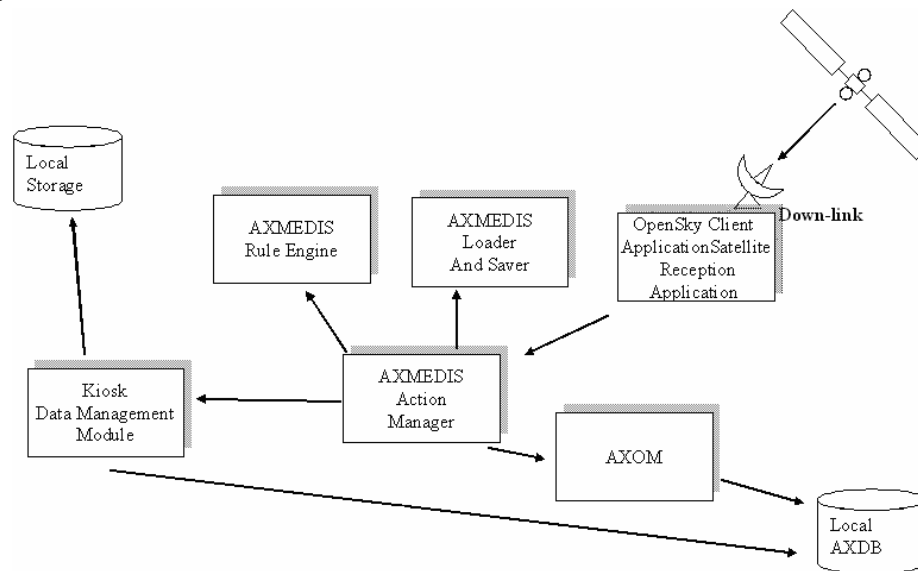 Local
Storage
AXMEDIS
Rule Engine
AXMEDIS
Loader
And Saver
Down-link
OpenSky Client
ApplicationSatellite
Reception
Application
Kiosk
Data Management
Module
AXMEDIS
Action
Manager
AXOM
Local
AXDB